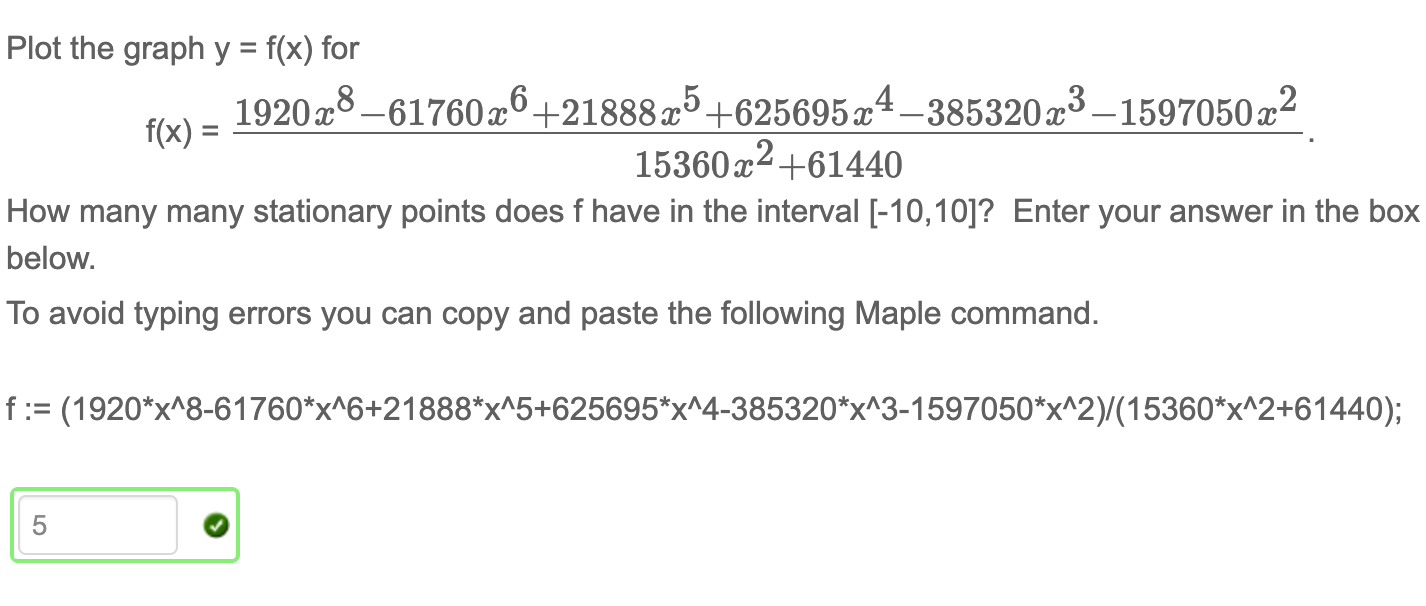 Plot the graph y = f(x) for
f(x) = \frac{1920x^8-61760x^6+21888x^5+625695x^4-385320x^3-1597050x^2}{15360x^2+61440}.
How many many stationary points does f have in the interval [-10,10]? Enter your answer in the box
below.
To avoid typing errors you can copy and paste the following Maple command.
f := (1920*x^8-61760*x^6+21888*x^5+625695*x^4-385320*x^3-1597050*x^2)/(15360*x^2+61440);
5